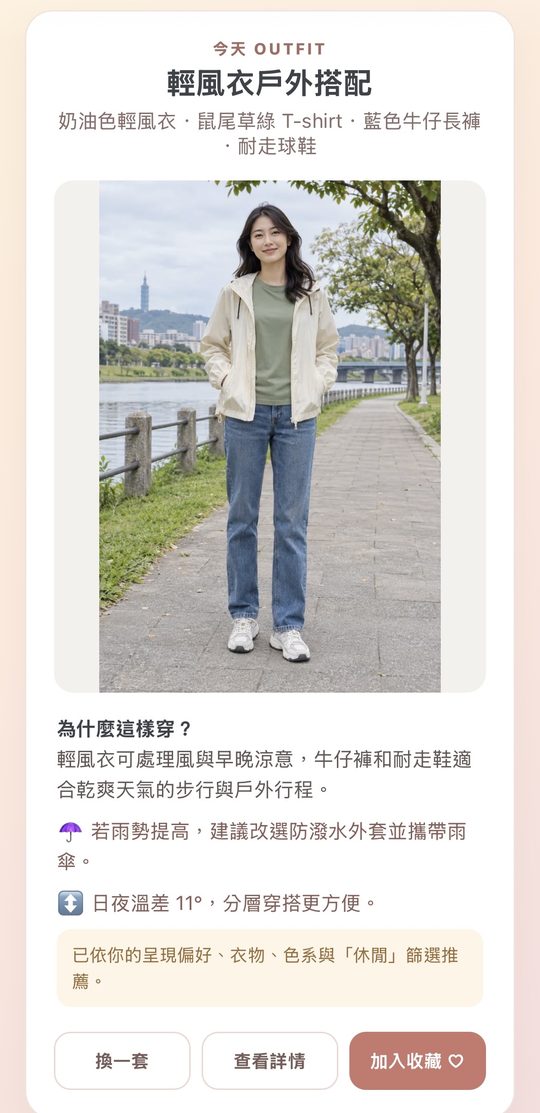 今天 OUTFIT
輕風衣戶外搭配
奶油色輕風衣 · 鼠尾草綠 T-shirt · 藍色牛仔長褲
· 耐走球鞋
為什麼這樣穿？
輕風衣可處理風與早晚涼意，牛仔褲和耐走鞋適
合乾爽天氣的步行與戶外行程。
☂️ 若雨勢提高，建議改選防潑水外套並攜帶雨
傘。
↕️ 日夜溫差 11°，分層穿搭更方便。
已依你的呈現偏好、衣物、色系與「休閒」篩選推
薦。
換一套
查看詳情
加入收藏 ♡